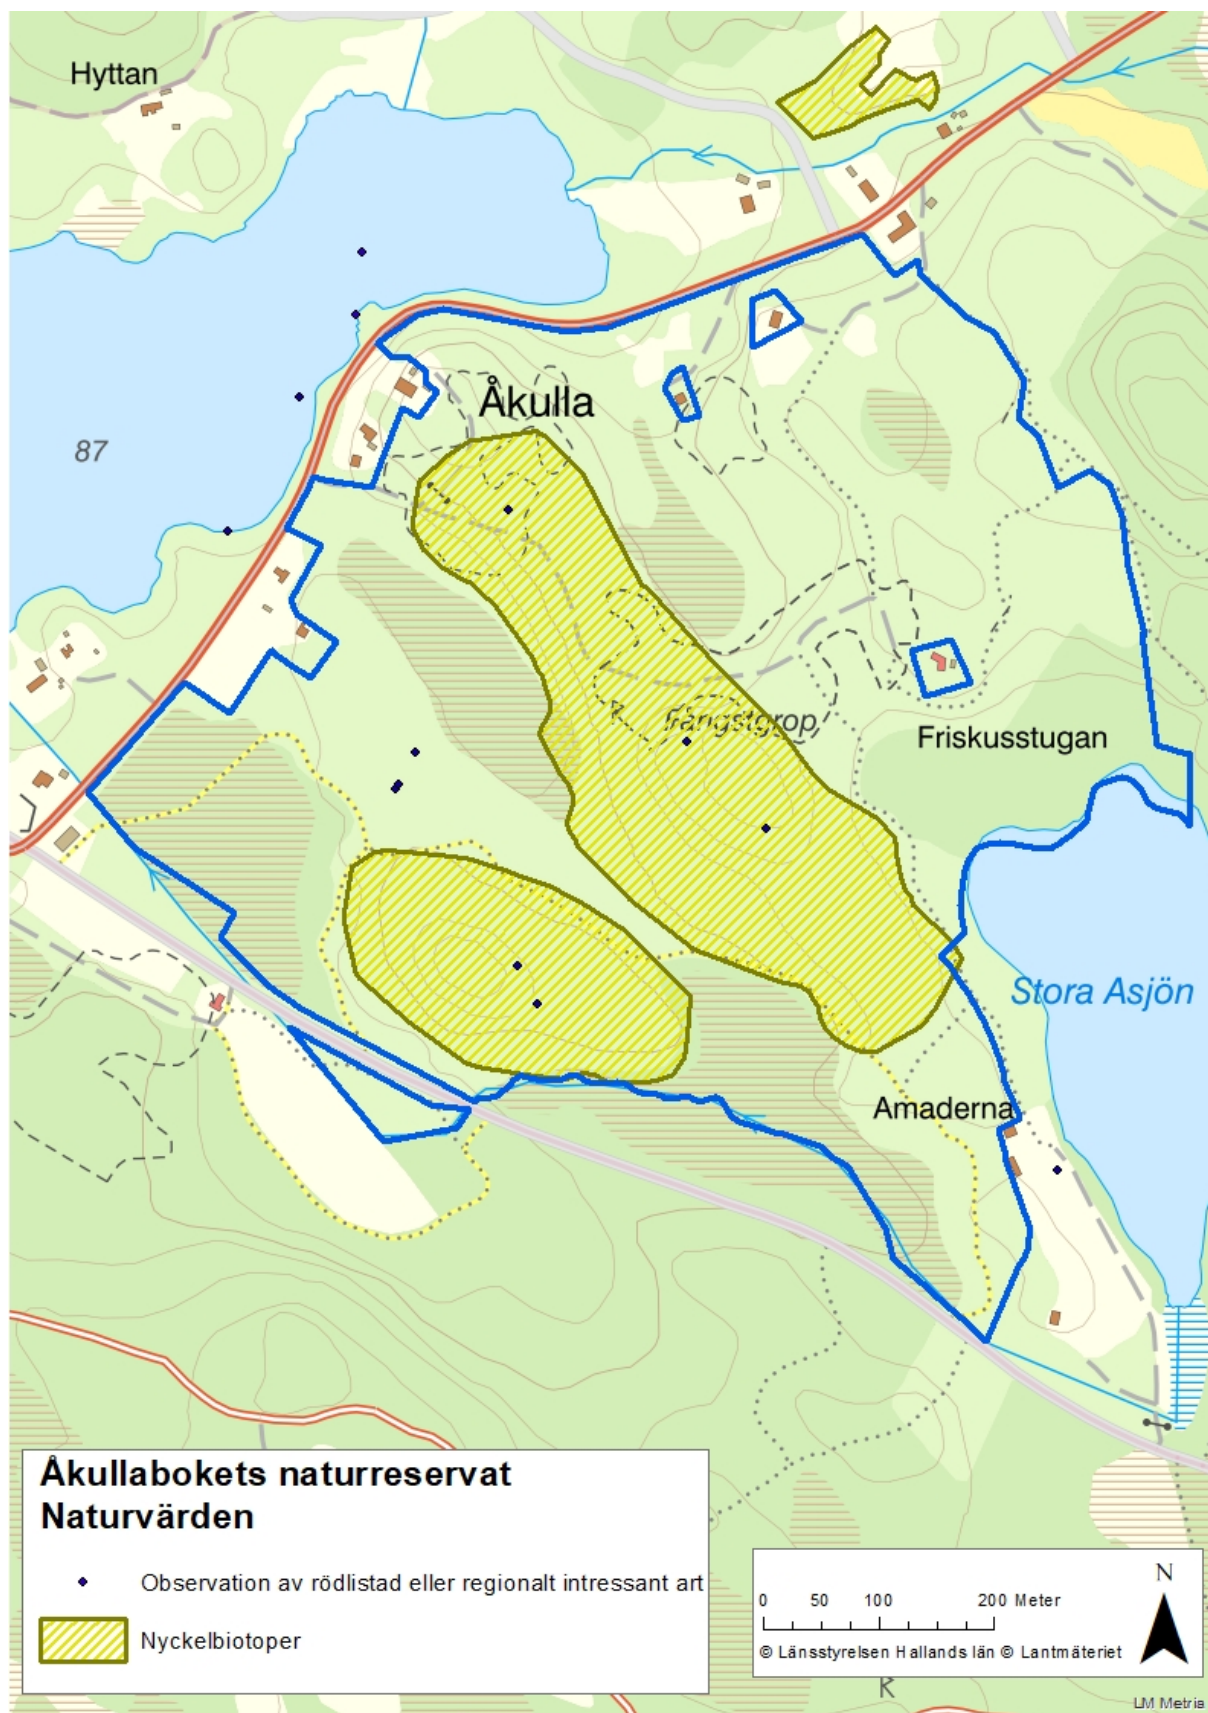 Hyttan
Åkulla
87
Fångstgrop
Friskusstugan
Stora Asjön
Amaderna
Åkullabokets naturreservat
Naturvärden
Observation av rödlistad eller regionalt intressant art
Nyckelbiotoper
N
0 50 100 200 Meter
© Länsstyrelsen Hallands län © Lantmäteriet
R
LM Metria